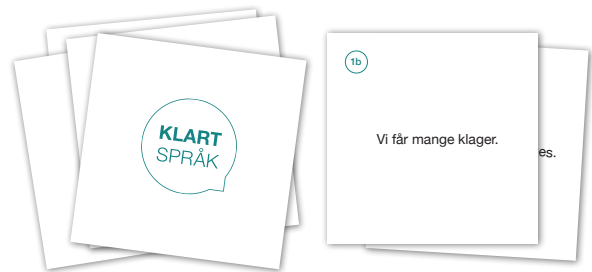 KLART
SPRÅK
1b
Vi får mange klager.
es.